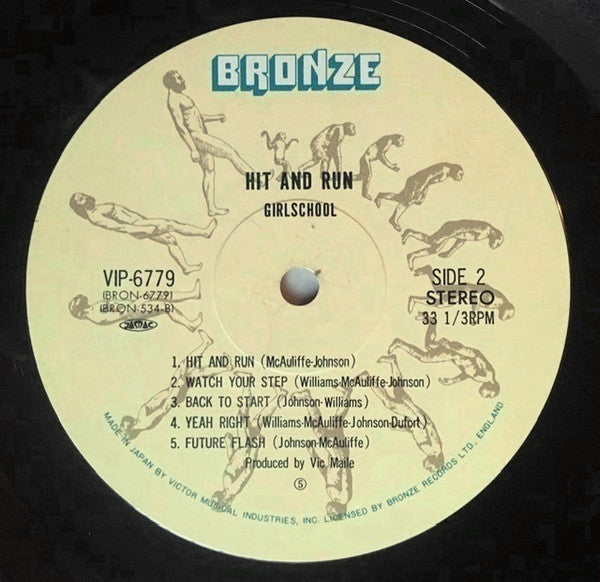 BRONZE
HIT AND RUN
GIRLSCHOOL
VIP-6779
(BRON-6779)
(BRON-534-B)
JASRAC
SIDE 2
STEREO
33 1/3RPM
1. HIT AND RUN (McAuliffe-Johnson)
2. WATCH YOUR STEP (Williams-McAuliffe-Johnson)
3. BACK TO START (Johnson-Williams)
4. YEAH RIGHT (Williams-McAuliffe-Johnson-Dufort)
5. FUTURE FLASH (Johnson-McAuliffe)
Produced by Vic Maile
⑤
MADE IN JAPAN BY VICTOR MUSICAL INDUSTRIES, INC. LICENSED BY BRONZE RECORDS LTD., ENGLAND